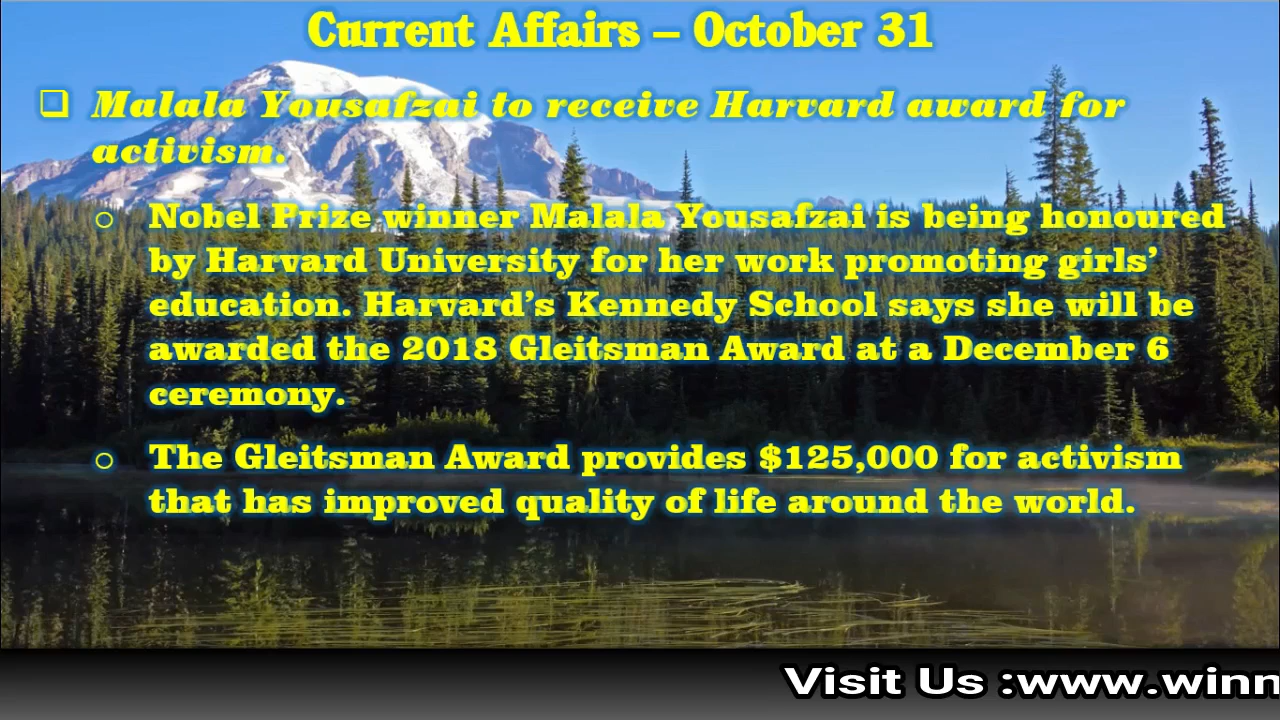 Current Affairs – October 31
❑ Malala Yousafzai to receive Harvard award for
activism.
○ Nobel Prize winner Malala Yousafzai is being honoured
by Harvard University for her work promoting girls’
education. Harvard’s Kennedy School says she will be
awarded the 2018 Gleitsman Award at a December 6
ceremony.
○ The Gleitsman Award provides $125,000 for activism
that has improved quality of life around the world.
Visit Us :www.winn